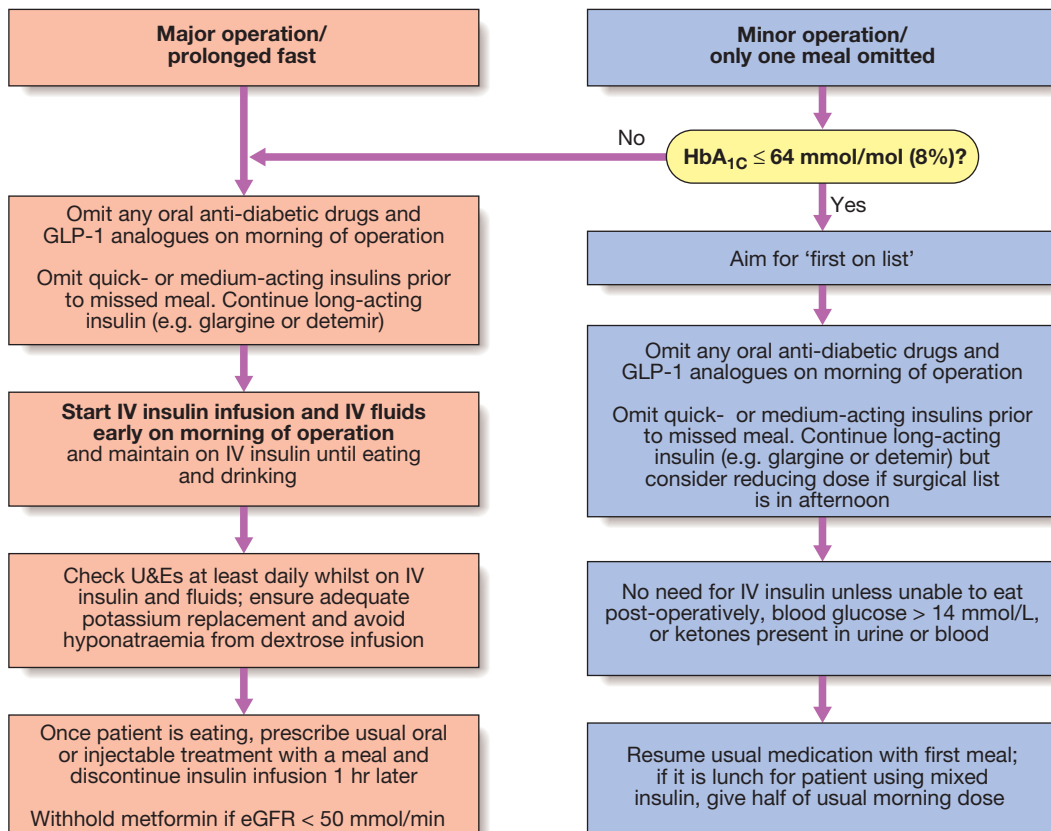 Major operation/
prolonged fast
Minor operation/
only one meal omitted
No
HbA1C ≤ 64 mmol/mol (8%)?
Yes
Omit any oral anti-diabetic drugs and
GLP-1 analogues on morning of operation
Omit quick- or medium-acting insulins prior
to missed meal. Continue long-acting
insulin (e.g. glargine or detemir)
Aim for ‘first on list’
Start IV insulin infusion and IV fluids
early on morning of operation
and maintain on IV insulin until eating
and drinking
Omit any oral anti-diabetic drugs and
GLP-1 analogues on morning of operation
Omit quick- or medium-acting insulins prior
to missed meal. Continue long-acting
insulin (e.g. glargine or detemir) but
consider reducing dose if surgical list
is in afternoon
Check U&Es at least daily whilst on IV
insulin and fluids; ensure adequate
potassium replacement and avoid
hyponatraemia from dextrose infusion
No need for IV insulin unless unable to eat
post-operatively, blood glucose > 14 mmol/L,
or ketones present in urine or blood
Once patient is eating, prescribe usual oral
or injectable treatment with a meal and
discontinue insulin infusion 1 hr later
Withhold metformin if eGFR < 50 mmol/min
Resume usual medication with first meal;
if it is lunch for patient using mixed
insulin, give half of usual morning dose